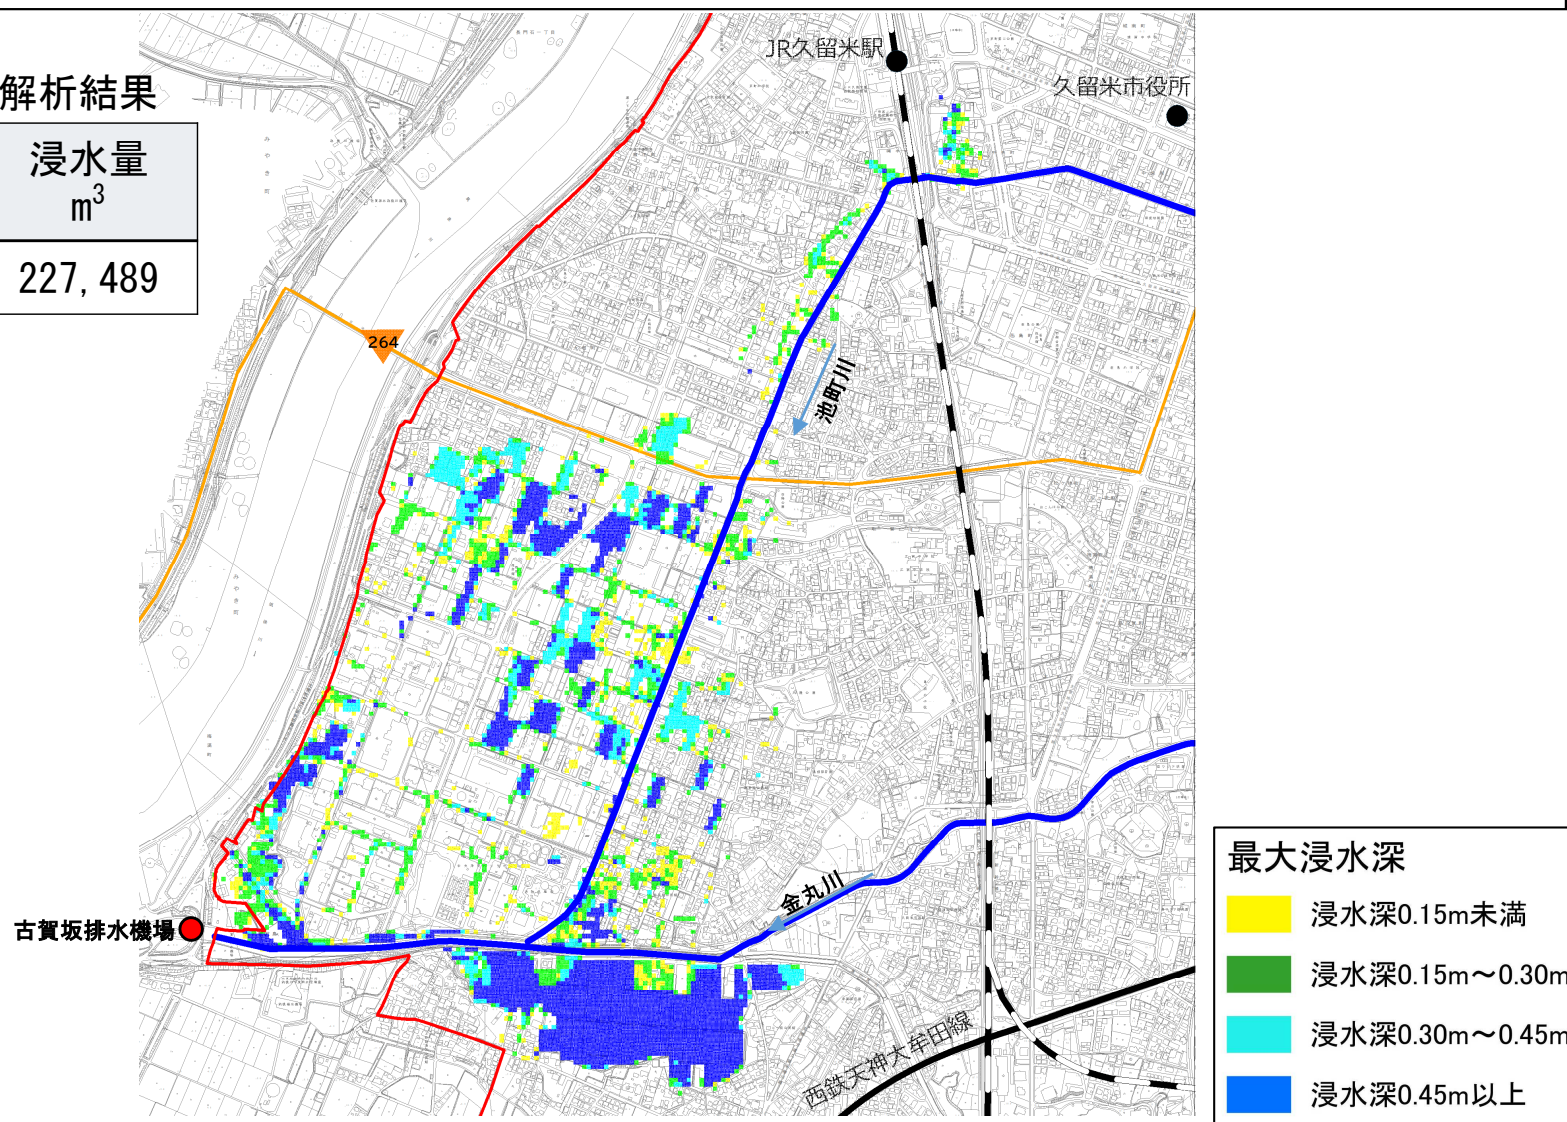 JR久留米駅
久留米市役所
解析結果
浸水量
m³
227,489
264
池町川
金丸川
古賀坂排水機場
西鉄天神大牟田線
最大浸水深
浸水深0.15m未満
浸水深0.15m～0.30m
浸水深0.30m～0.45m
浸水深0.45m以上